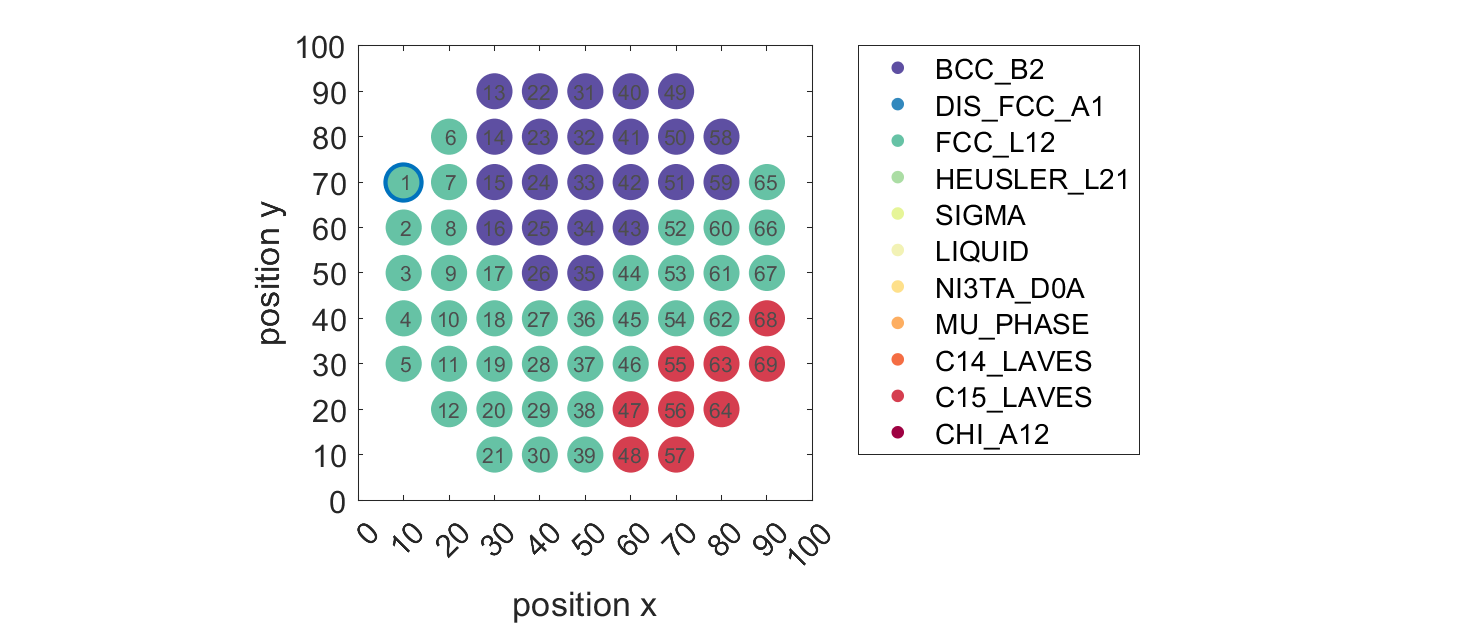 100
90
80
70
60
50
40
30
20
10
0
position y
13 22 31 40 49
6 14 23 32 41 50 58
1 7 15 24 33 42 51 59 65
2 8 16 25 34 43 52 60 66
3 9 17 26 35 44 53 61 67
4 10 18 27 36 45 54 62 68
5 11 19 28 37 46 55 63 69
12 20 29 38 47 56 64
21 30 39 48 57
0 10 20 30 40 50 60 70 80 90 100
position x
BCC_B2
DIS_FCC_A1
FCC_L12
HEUSLER_L21
SIGMA
LIQUID
NI3TA_D0A
MU_PHASE
C14_LAVES
C15_LAVES
CHI_A12